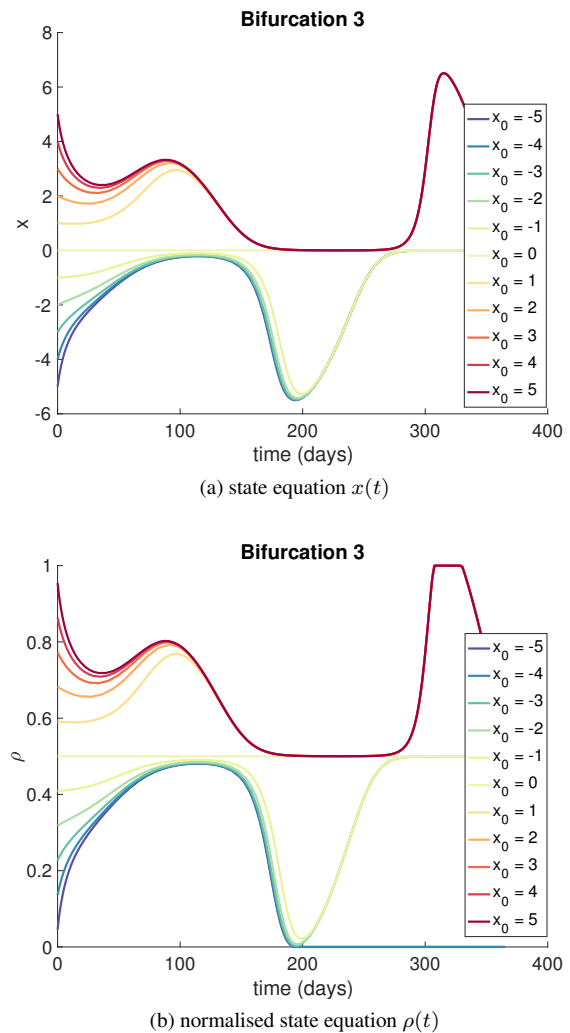 Bifurcation 3
8
6
4
2
0
-2
-4
-6
x
0 100 200 300 400
time (days)
x0 = -5
x0 = -4
x0 = -3
x0 = -2
x0 = -1
x0 = 0
x0 = 1
x0 = 2
x0 = 3
x0 = 4
x0 = 5
(a) state equation x(t)
Bifurcation 3
1
0.8
0.6
0.4
0.2
0
ρ
0 100 200 300 400
time (days)
x0 = -5
x0 = -4
x0 = -3
x0 = -2
x0 = -1
x0 = 0
x0 = 1
x0 = 2
x0 = 3
x0 = 4
x0 = 5
(b) normalised state equation ρ(t)